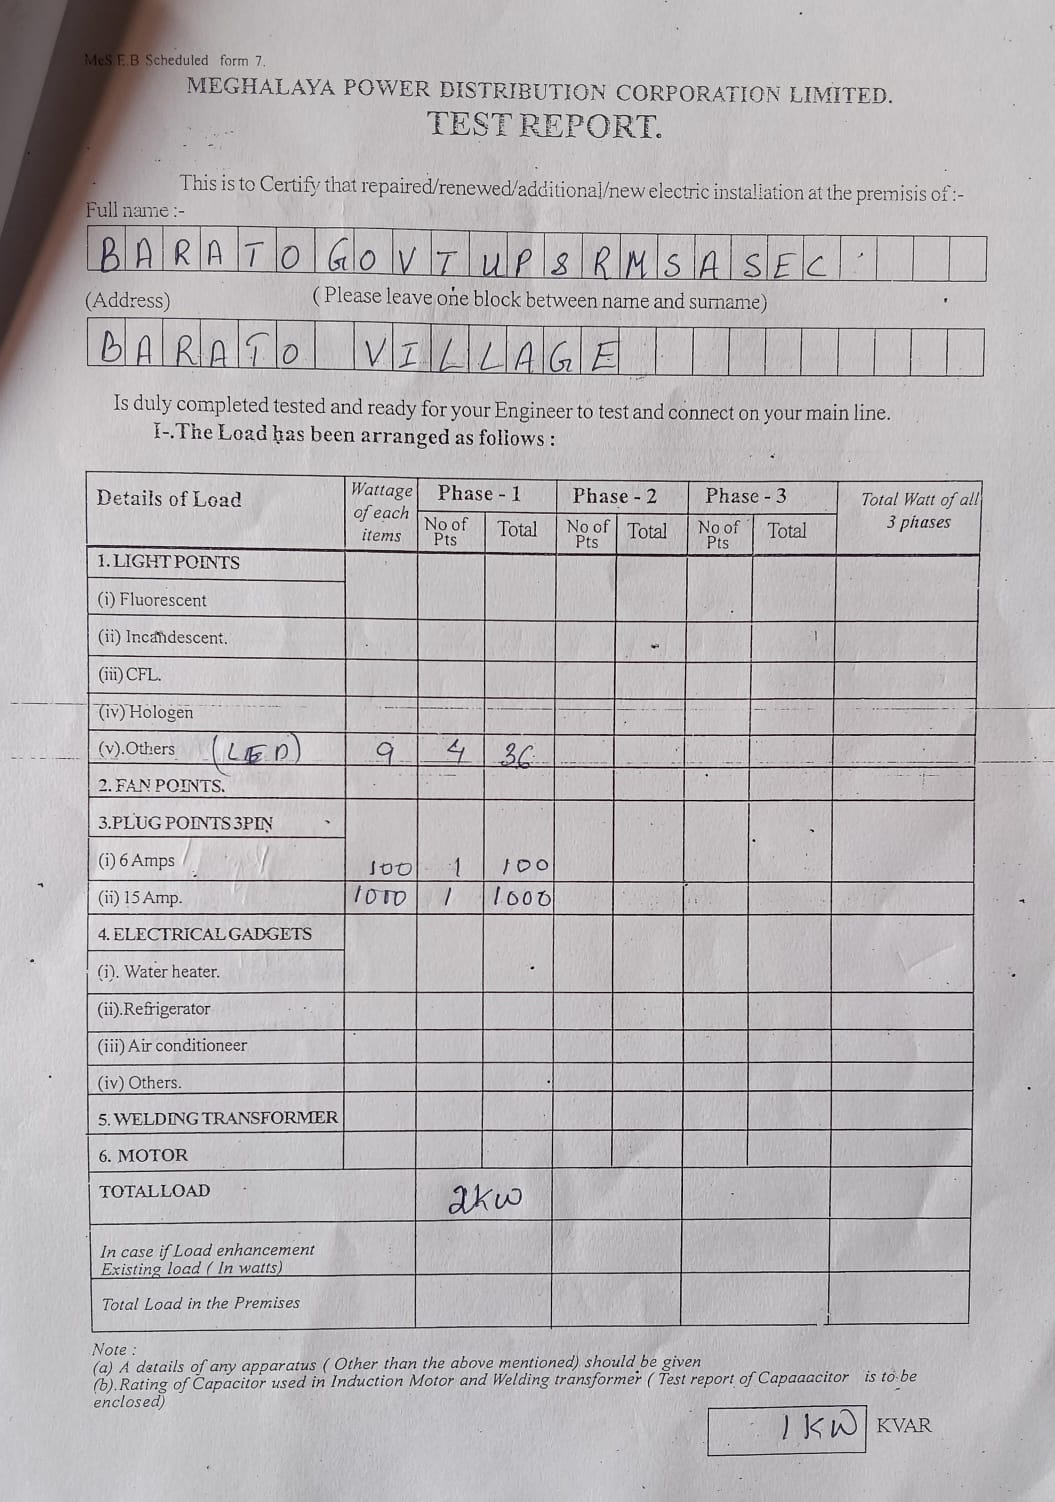 MeS E.B Scheduled form 7.
MEGHALAYA POWER DISTRIBUTION CORPORATION LIMITED.
TEST REPORT.
This is to Certify that repaired/renewed/additional/new electric installation at the premisis of :-
Full name :-
BARATO GOVT UPS RMSA SEC
(Address) ( Please leave one block between name and surname)
BARATO VILLAGE
Is duly completed tested and ready for your Engineer to test and connect on your main line.
I-.The Load has been arranged as follows :
Details of Load Wattage of each items Phase - 1 Phase - 2 Phase - 3 Total Watt of all 3 phases
No of Pts Total No of Pts Total No of Pts Total
1. LIGHT POINTS
(i) Fluorescent
(ii) Incandescent.
(iii) CFL.
(iv) Hologen
(v).Others (LED) 9 4 36
2. FAN POINTS.
3.PLUG POINTS 3PIN
(i) 6 Amps 100 1 100
(ii) 15 Amp. 1000 1 1000
4. ELECTRICAL GADGETS
(i). Water heater.
(ii).Refrigerator
(iii) Air conditioneer
(iv) Others.
5. WELDING TRANSFORMER
6. MOTOR
TOTAL LOAD 2KW
In case if Load enhancement
Existing load ( In watts)
Total Load in the Premises
Note :
(a) A datails of any apparatus ( Other than the above mentioned) should be given
(b).Rating of Capacitor used in Induction Motor and Welding transformer ( Test report of Capaaacitor is to be
enclosed)
1 KW KVAR